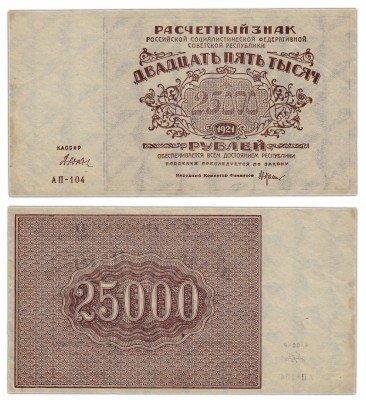 РАСЧЕТНЫЙ ЗНАК
РОССИЙСКОЙ СОЦИАЛИСТИЧЕСКОЙ ФЕДЕРАТИВНОЙ
СОВЕТСКОЙ РЕСПУБЛИКИ
ДВАДЦАТЬ ПЯТЬ ТЫСЯЧ
25000
1921
РУБЛЕЙ
ОБЕСПЕЧИВАЕТСЯ ВСЕМ ДОСТОЯНИЕМ РЕСПУБЛИКИ
ПОДДЕЛКА ПРЕСЛЕДУЕТСЯ ПО ЗАКОНУ
Народный Комиссар Финансов
КАССИР
АП-104
25000